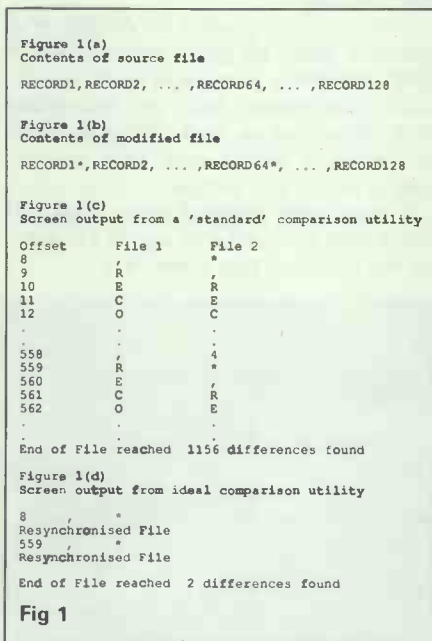 Figure 1(a)
Contents of source file
RECORD1,RECORD2, ... ,RECORD64, ... ,RECORD128
Figure 1(b)
Contents of modified file
RECORD1*,RECORD2, ... ,RECORD64*, ... ,RECORD128
Figure 1(c)
Screen output from a 'standard' comparison utility
Offset File 1 File 2
8 , *
9 R ,
10 E R
11 C E
12 O C
. . .
. . .
558 , 4
559 R *
560 E ,
561 C R
562 O E
. . .
. . .
End of File reached 1156 differences found
Figure 1(d)
Screen output from ideal comparison utility
8 , *
Resynchronised File
559 , *
Resynchronised File
End of File reached 2 differences found
Fig 1